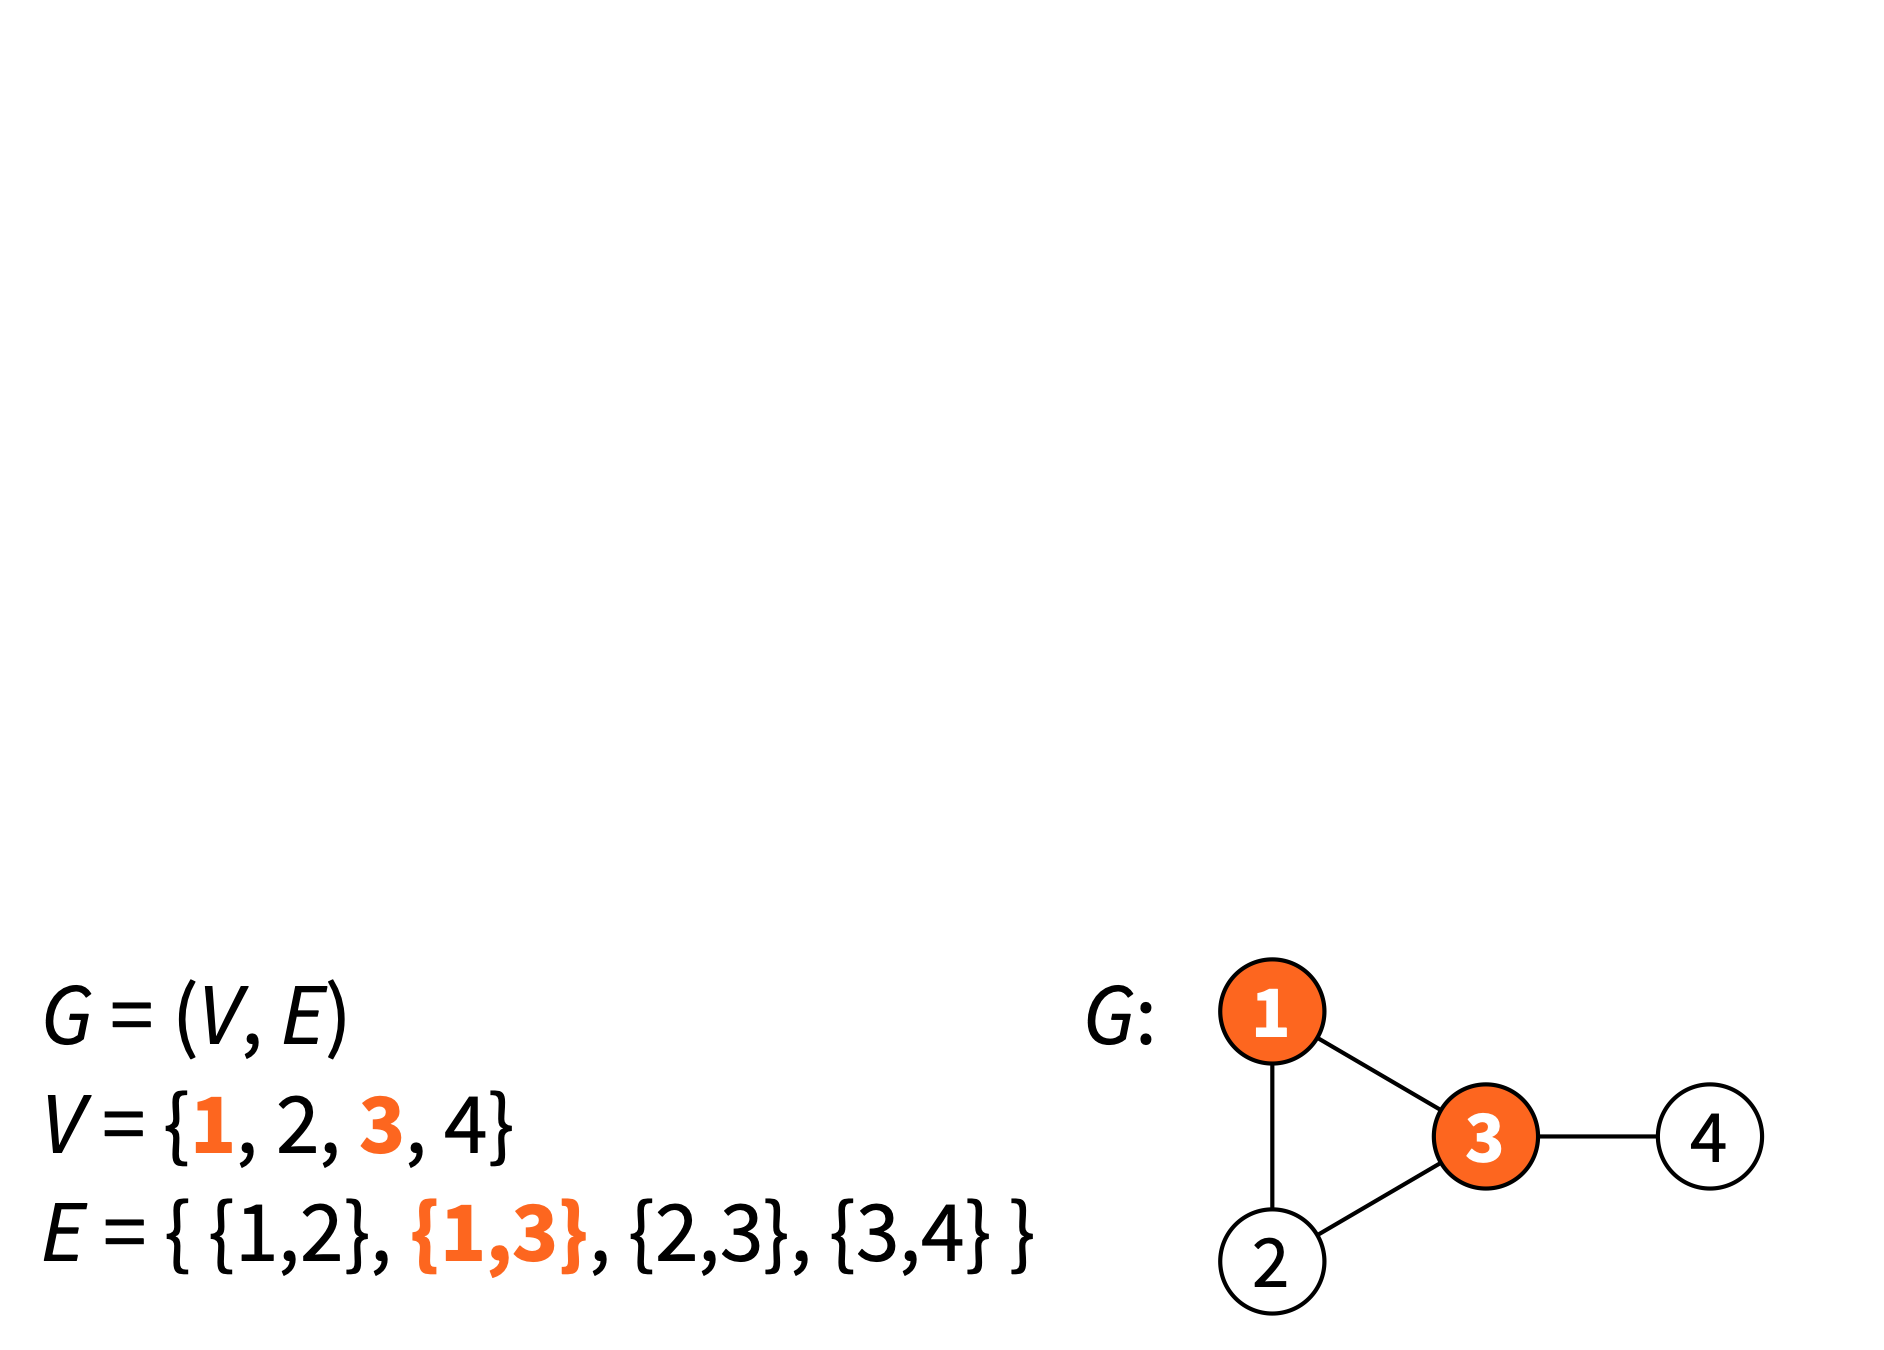 G = (V, E)
V = {1, 2, 3, 4}
E = { {1,2}, {1,3}, {2,3}, {3,4} }
G:
1
3
4
2